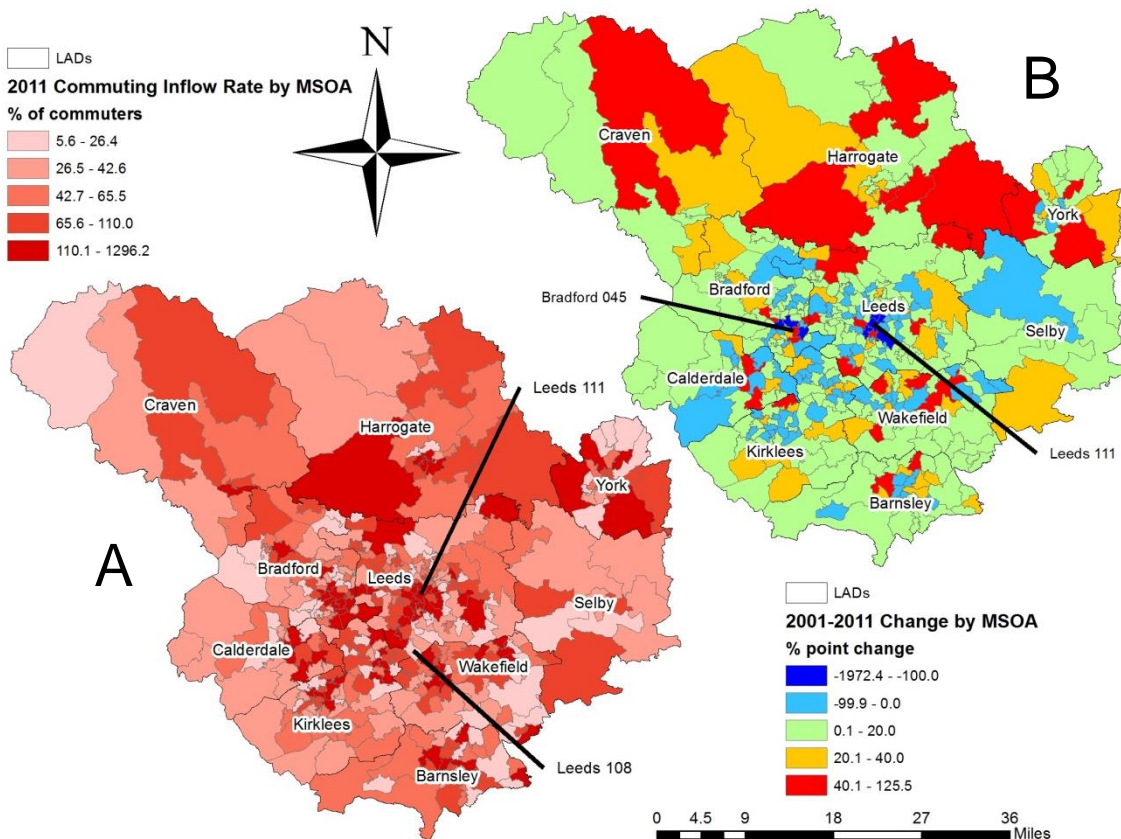 LADs
2011 Commuting Inflow Rate by MSOA
% of commuters
5.6 - 26.4
26.5 - 42.6
42.7 - 65.5
65.6 - 110.0
110.1 - 1296.2
N
B
Craven
Harrogate
York
Bradford
Leeds
Selby
Calderdale
Wakefield
Kirklees
Barnsley
Bradford 045
Leeds 111
A
Craven
Harrogate
York
Bradford
Leeds
Selby
Calderdale
Wakefield
Kirklees
Barnsley
Leeds 111
Leeds 108
LADs
2001-2011 Change by MSOA
% point change
-1972.4 - -100.0
-99.9 - 0.0
0.1 - 20.0
20.1 - 40.0
40.1 - 125.5
0 4.5 9 18 27 36
Miles